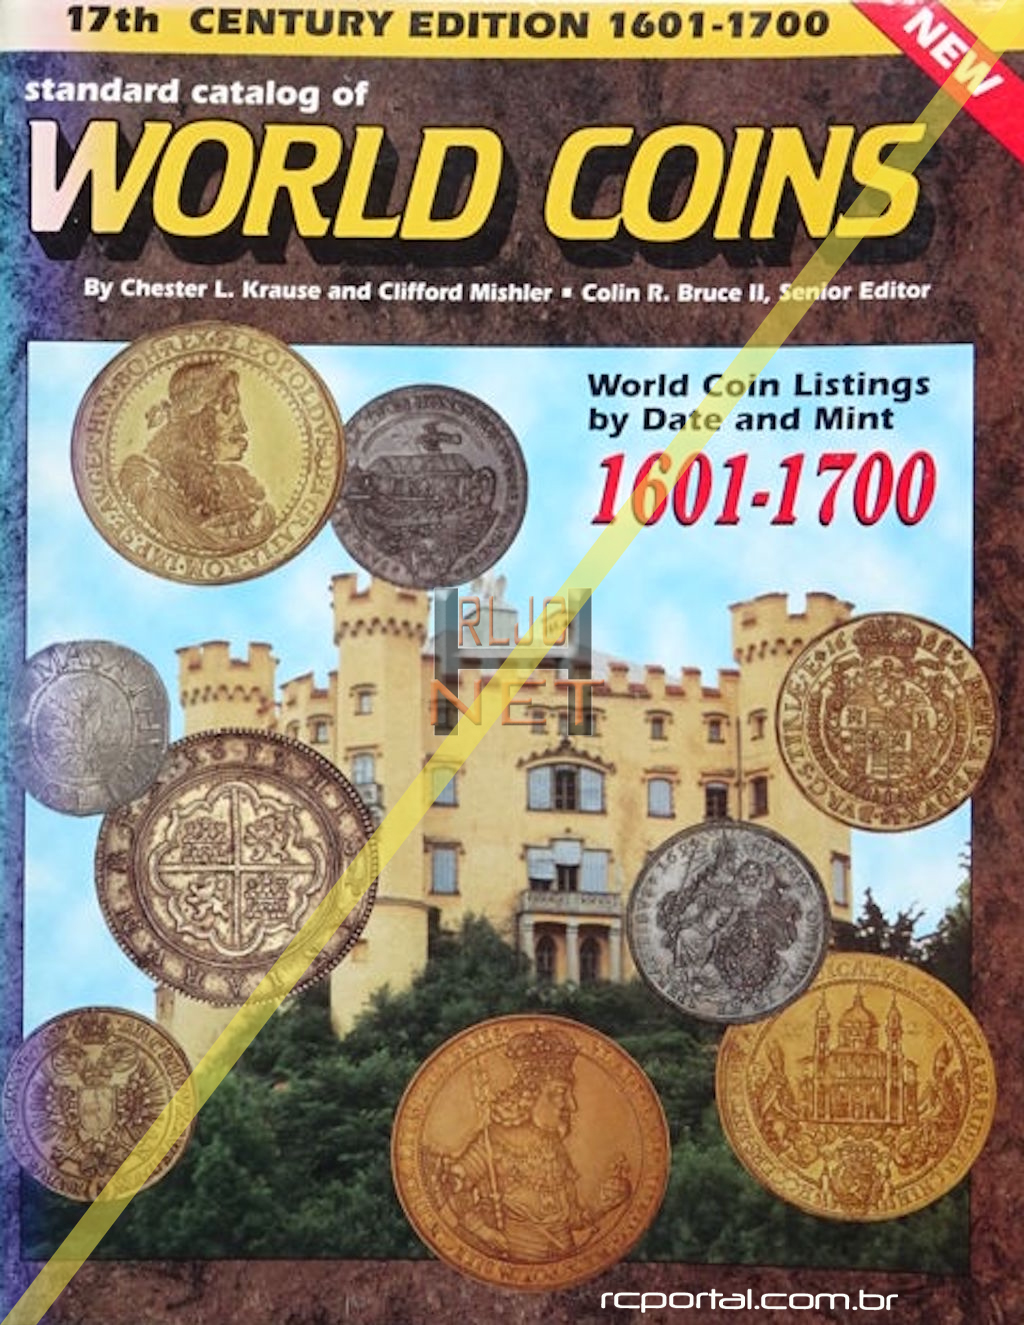 17th CENTURY EDITION 1601-1700
NEW
standard catalog of
WORLD COINS
By Chester L. Krause and Clifford Mishler ▪ Colin R. Bruce II, Senior Editor
World Coin Listings
by Date and Mint
1601-1700
RLJC
NET
rcportal.com.br